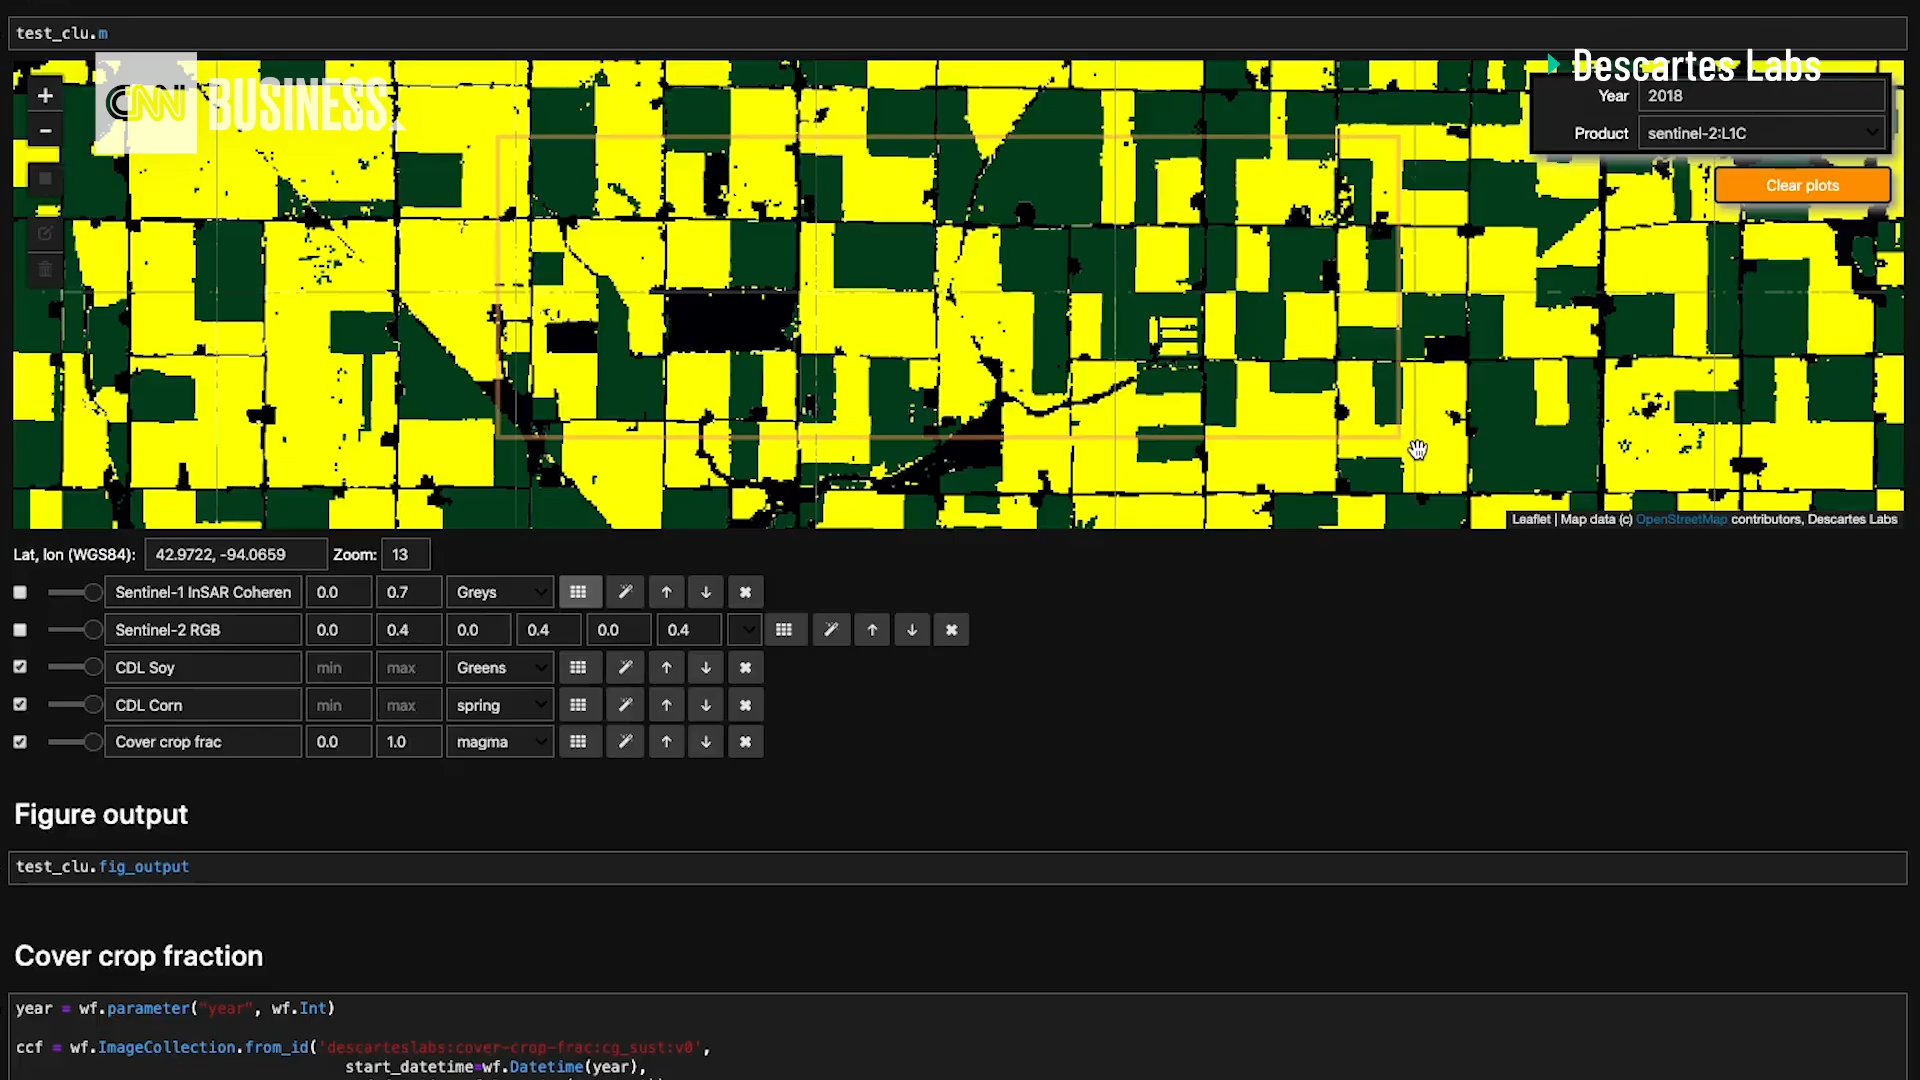 test_clu.m
CNN BUSINESS
Descartes Labs
+
Year 2018
-
Product sentinel-2:L1C
Clear plots
Leaflet | Map data (c) OpenStreetMap contributors, Descartes Labs
Lat, lon (WGS84): 42.9722, -94.0659 Zoom: 13
Sentinel-1 InSAR Coheren 0.0 0.7 Greys
Sentinel-2 RGB 0.0 0.4 0.0 0.4 0.0 0.4
CDL Soy min max Greens
CDL Corn min max spring
Cover crop frac 0.0 1.0 magma
Figure output
test_clu.fig_output
Cover crop fraction
year = wf.parameter("year", wf.Int)
ccf = wf.ImageCollection.from_id('descarteslabs:cover-crop-frac:cg_sust:v0',
start_datetime=wf.Datetime(year),